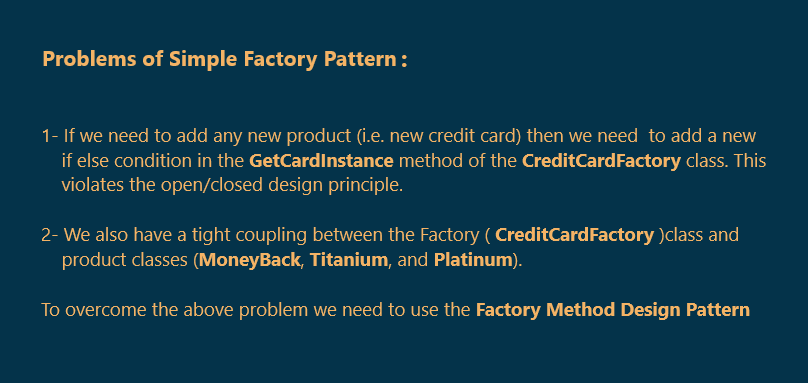 Problems of Simple Factory Pattern :
1- If we need to add any new product (i.e. new credit card) then we need  to add a new
if else condition in the GetCardInstance method of the CreditCardFactory class. This
violates the open/closed design principle.
2- We also have a tight coupling between the Factory ( CreditCardFactory )class and
product classes (MoneyBack, Titanium, and Platinum).
To overcome the above problem we need to use the Factory Method Design Pattern